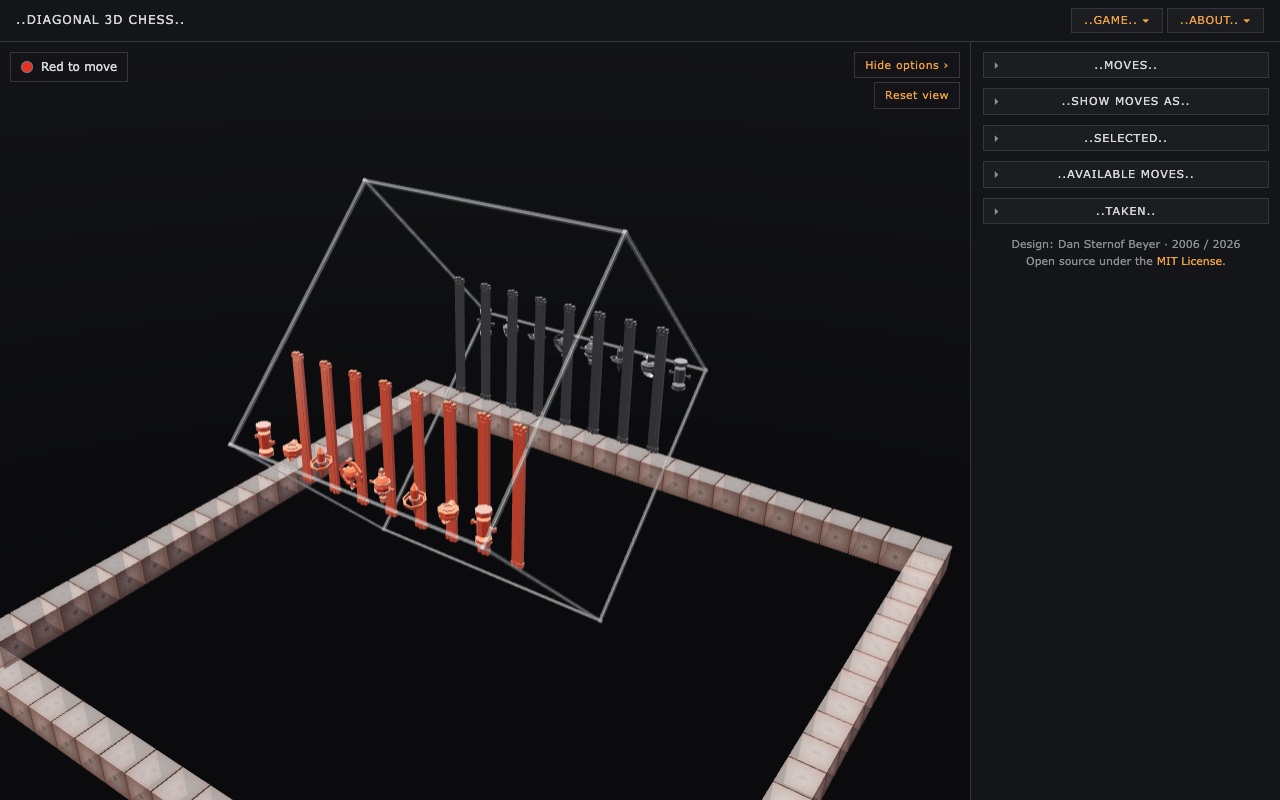 ..DIAGONAL 3D CHESS..
..GAME..
..ABOUT..
Red to move
Hide options ›
Reset view
..MOVES..
..SHOW MOVES AS..
..SELECTED..
..AVAILABLE MOVES..
..TAKEN..
Design: Dan Sternof Beyer · 2006 / 2026
Open source under the MIT License.